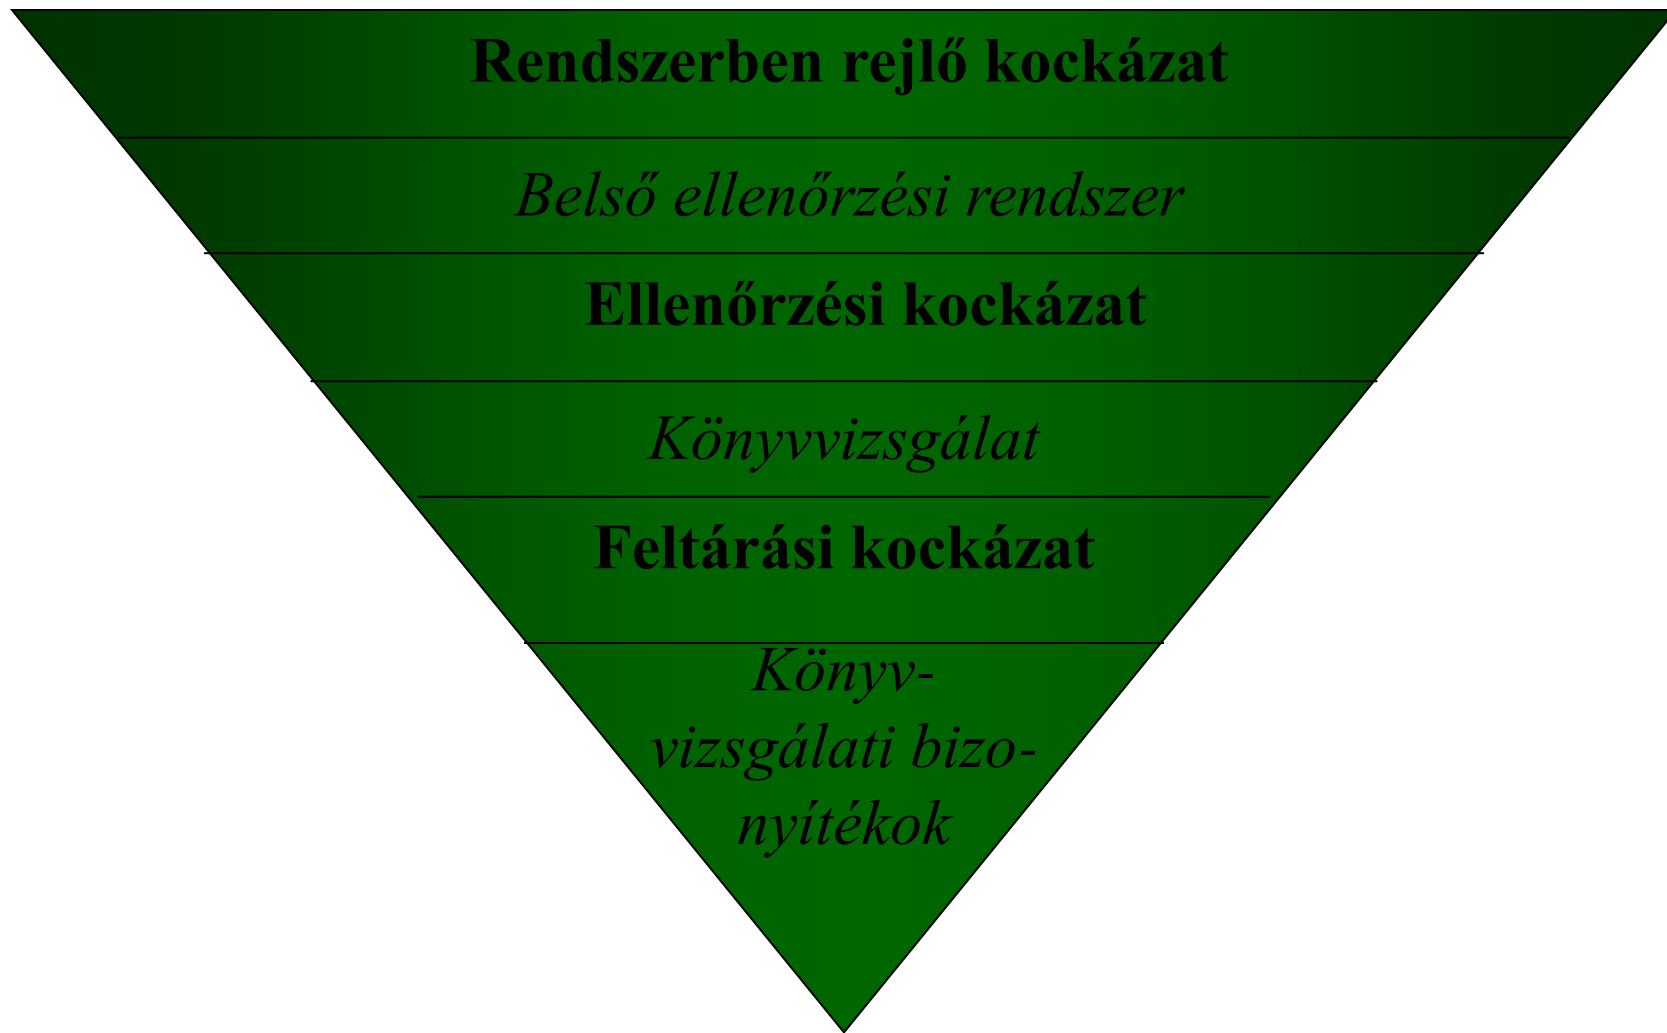 Rendszerben rejlő kockázat
Belső ellenőrzési rendszer
Ellenőrzési kockázat
Könyvvizsgálat
Feltárási kockázat
Könyv-
vizsgálati bizo-
nyítékok